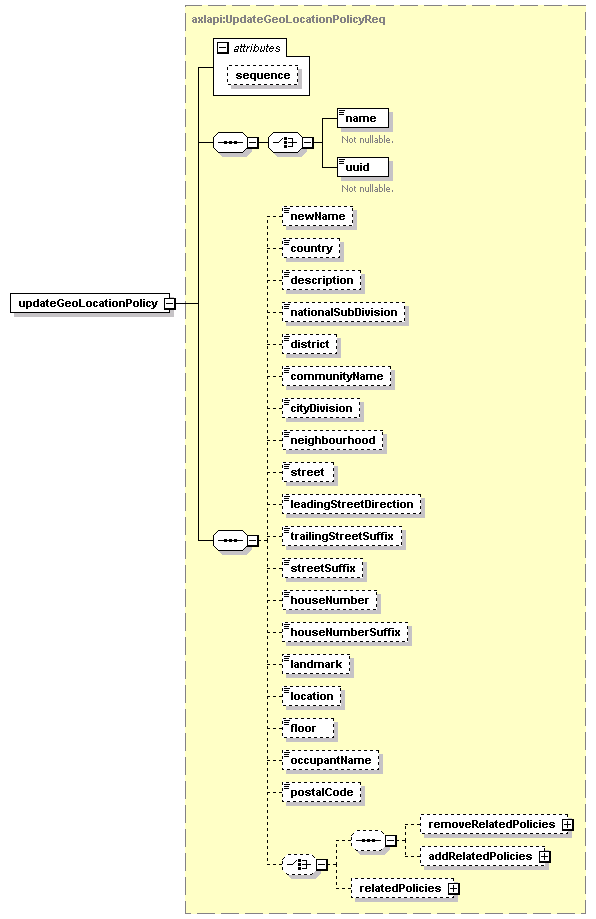 axlapi:UpdateGeoLocationPolicyReq
attributes
sequence
name
Not nullable.
uuid
Not nullable.
newName
country
description
updateGeoLocationPolicy
nationalSubDivision
district
communityName
cityDivision
neighbourhood
street
leadingStreetDirection
trailingStreetSuffix
streetSuffix
houseNumber
houseNumberSuffix
landmark
location
floor
occupantName
postalCode
removeRelatedPolicies
addRelatedPolicies
relatedPolicies